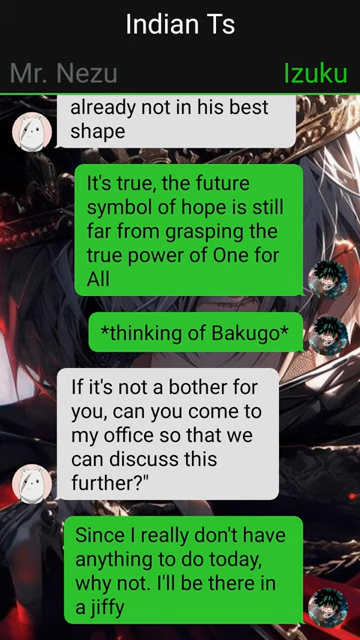 Indian Ts
Mr. Nezu
Izuku
already not in his best
shape
It's true, the future
symbol of hope is still
far from grasping the
true power of One for
All
*thinking of Bakugo*
If it's not a bother for
you, can you come to
my office so that we
can discuss this
further?"
Since I really don't have
anything to do today,
why not. I'll be there in
a jiffy